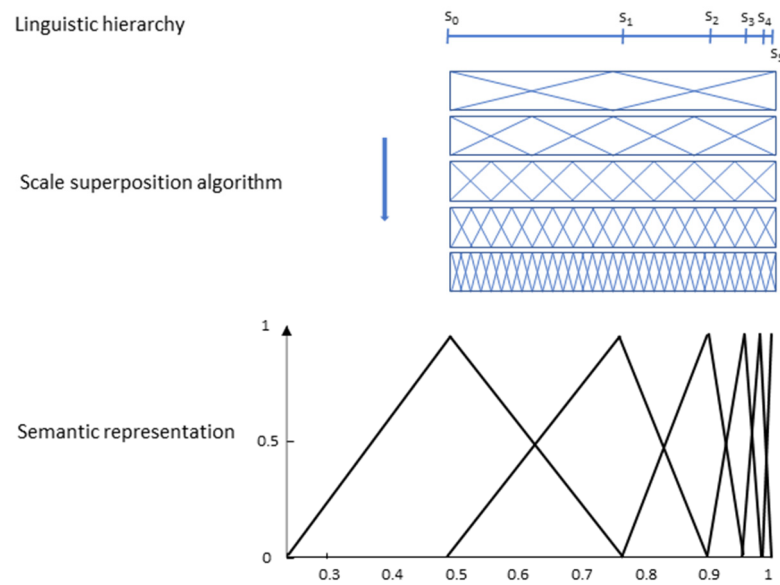 Linguistic hierarchy
s₀ s₁ s₂ s₃ s₄
s₅
Scale superposition algorithm
1
Semantic representation
0.5
0
0.3 0.4 0.5 0.6 0.7 0.8 0.9 1